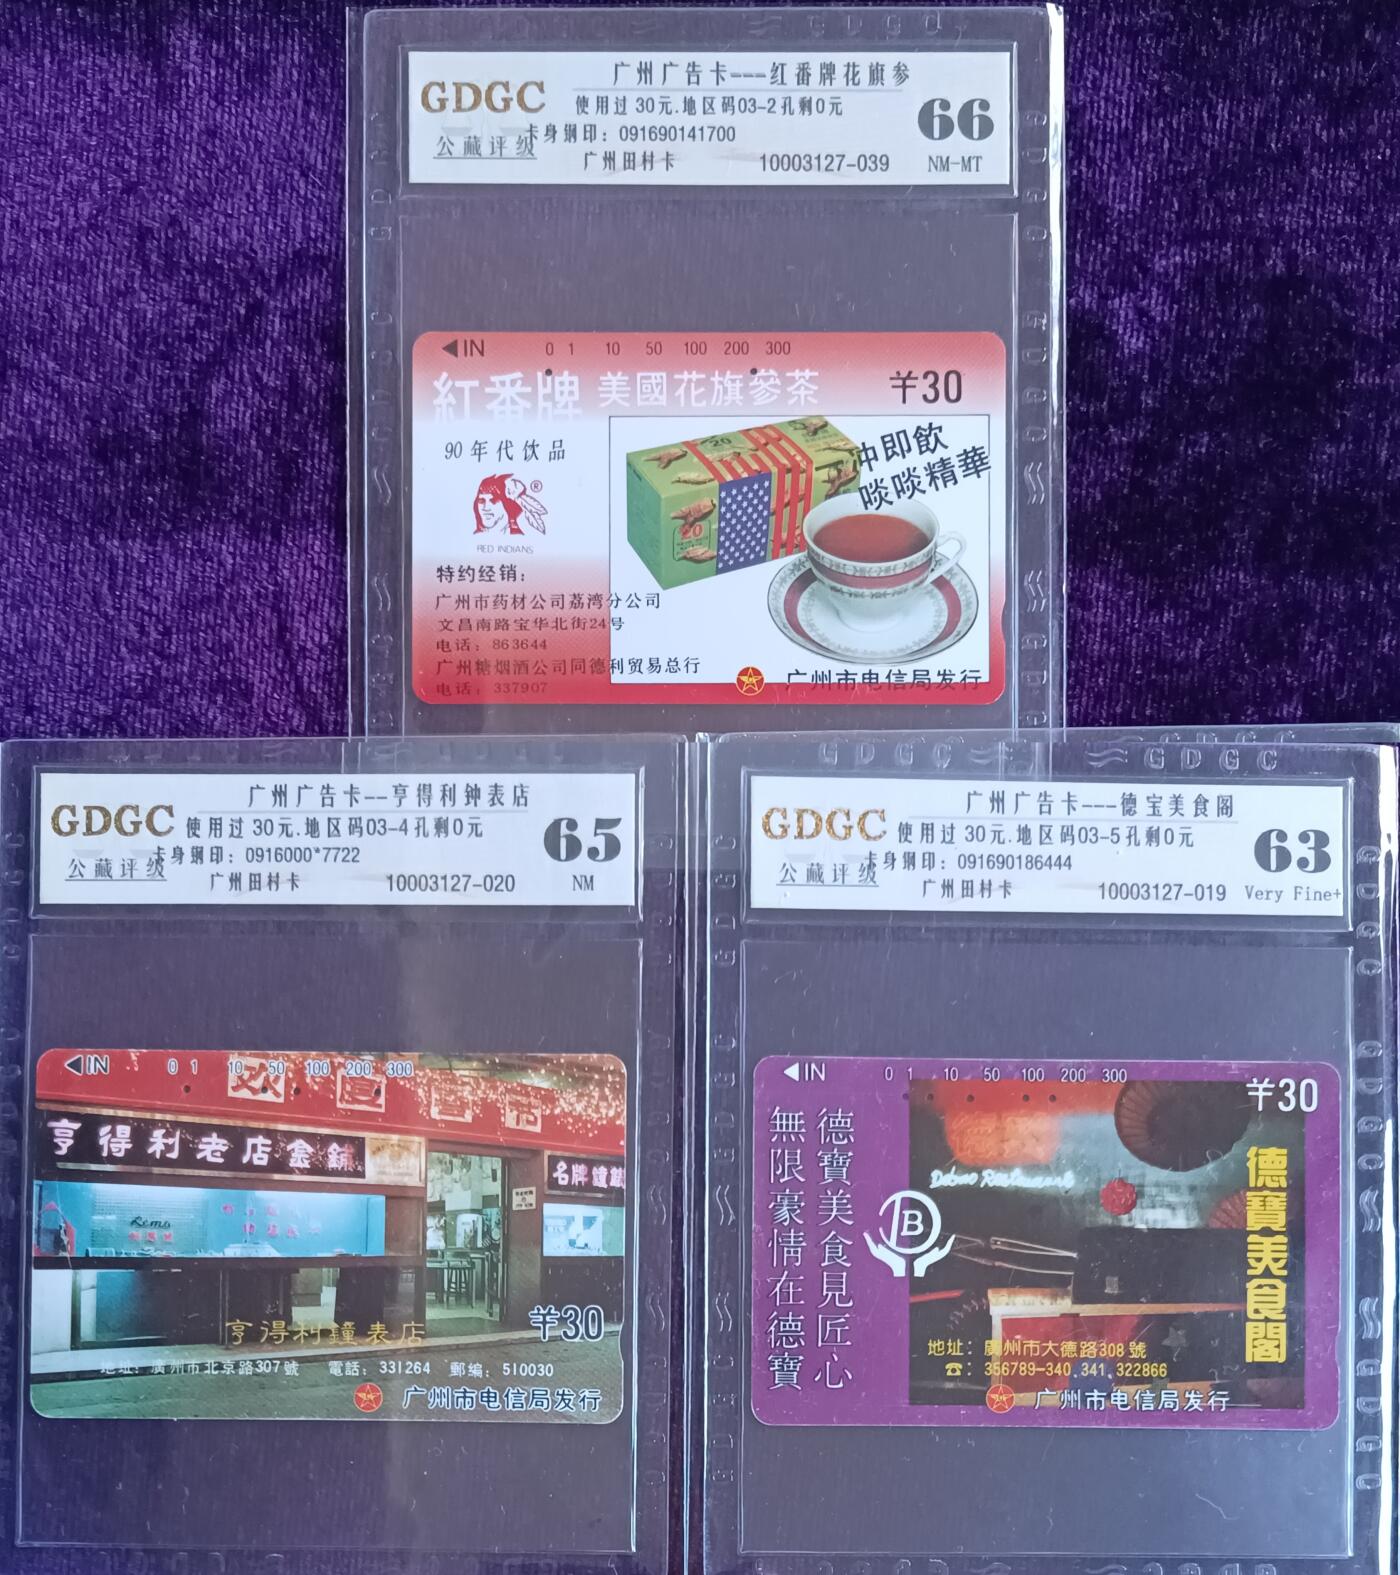 广州广告卡---红番牌花旗参
GDGC
使用过 30元.地区码03-2孔剩0元
66
公藏评级
卡身钢印：091690141700
广州田村卡
10003127-039
NM-MT
◀IN 0 1 10 50 100 200 300
紅番牌 美國花旗參茶 ￥30
90年代饮品
冲即飲
啖啖精華
20
20
®
RED INDIANS
特约经销：
广州市药材公司荔湾分公司
文昌南路宝华北街24号
电话：863644
广州糖烟酒公司同德利贸易总行
电话：337907
广州市电信局发行
广州广告卡--亨得利钟表店
GDGC
使用过 30元.地区码03-4孔剩0元
65
公藏评级
卡身钢印：0916000*7722
广州田村卡
10003127-020
NM
◀IN 0 1 10 50 100 200 300
欢
亨得利老店金鋪
名牌鐘錶
亨得利鐘表店
￥30
地址：廣州市北京路307號 電話：331264 郵編：510030
广州市电信局发行
广州广告卡---德宝美食阁
GDGC
使用过 30元.地区码03-5孔剩0元
63
公藏评级
卡身钢印：091690186444
广州田村卡
10003127-019
Very Fine+
◀IN 0 1 10 50 100 200 300
￥30
德寶美食見匠心
無限豪情在德寶
B
德寶美食閣
地址：廣州市大德路308號
☎：356789-340.341.322866
广州市电信局发行